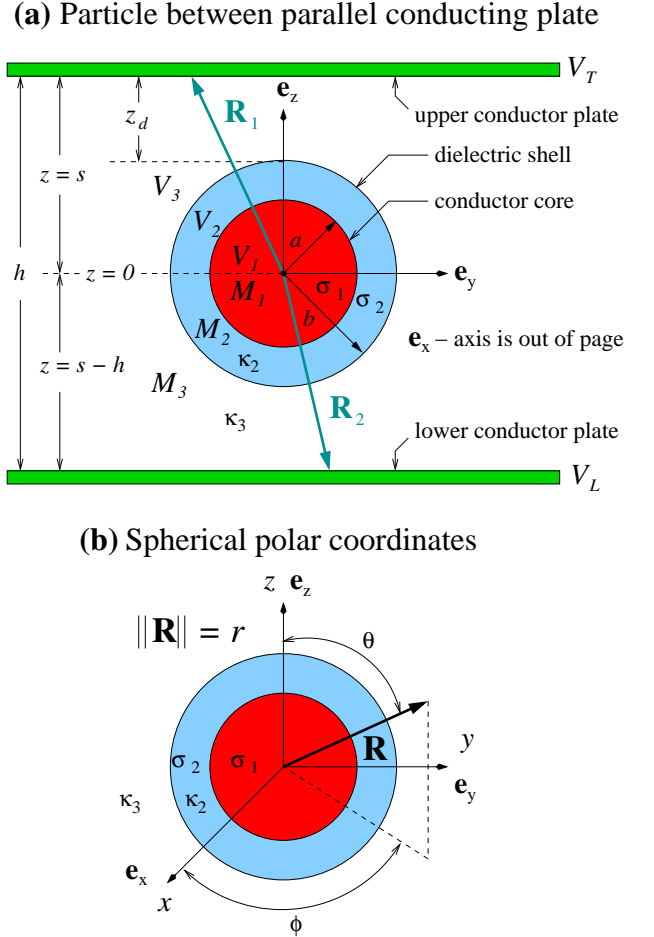 (a) Particle between parallel conducting plate
V_T
e_z
z_d
R_1
upper conductor plate
dielectric shell
z = s
V_3
conductor core
V_2
a
V_1
h
z=0
e_y
M_1
σ_1
σ_2
b
M_2
e_x – axis is out of page
κ_2
z = s – h
M_3
R_2
κ_3
lower conductor plate
V_L
(b) Spherical polar coordinates
z e_z
||R|| = r
θ
R
y
σ_2 σ_1
e_y
κ_3
κ_2
e_x
x
ϕ